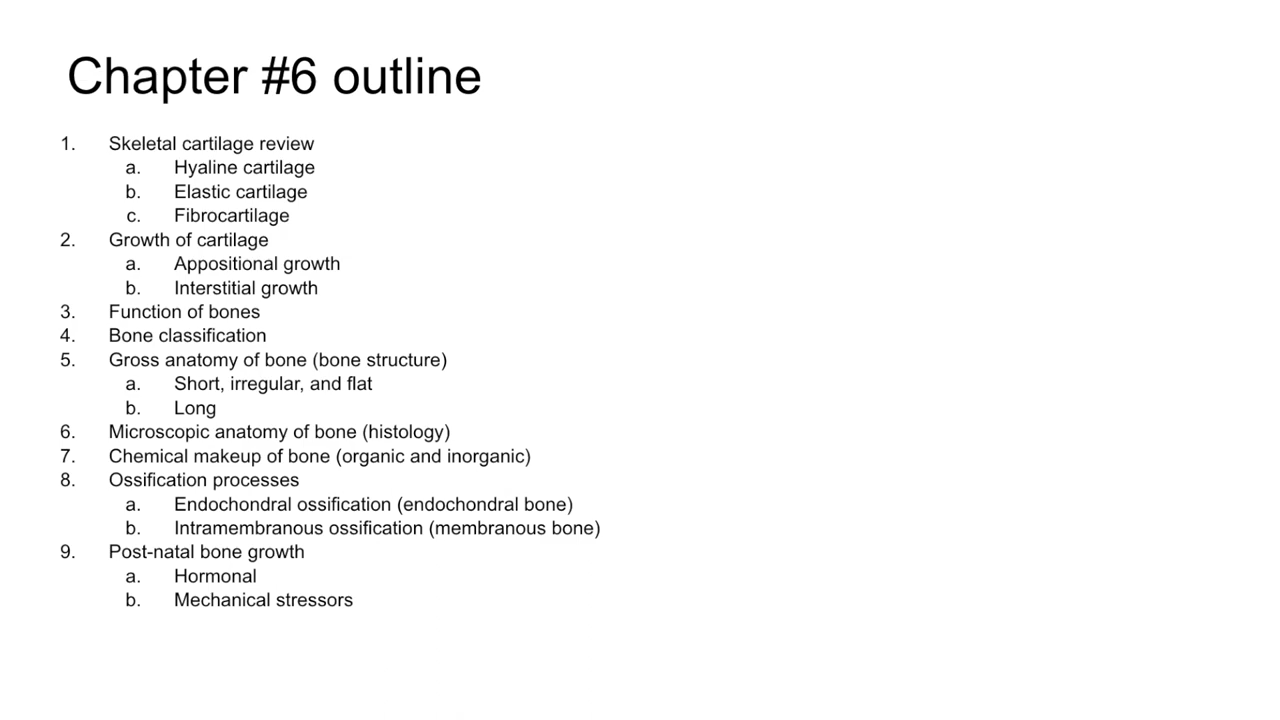 Chapter #6 outline
1. Skeletal cartilage review
a. Hyaline cartilage
b. Elastic cartilage
c. Fibrocartilage
2. Growth of cartilage
a. Appositional growth
b. Interstitial growth
3. Function of bones
4. Bone classification
5. Gross anatomy of bone (bone structure)
a. Short, irregular, and flat
b. Long
6. Microscopic anatomy of bone (histology)
7. Chemical makeup of bone (organic and inorganic)
8. Ossification processes
a. Endochondral ossification (endochondral bone)
b. Intramembranous ossification (membranous bone)
9. Post-natal bone growth
a. Hormonal
b. Mechanical stressors